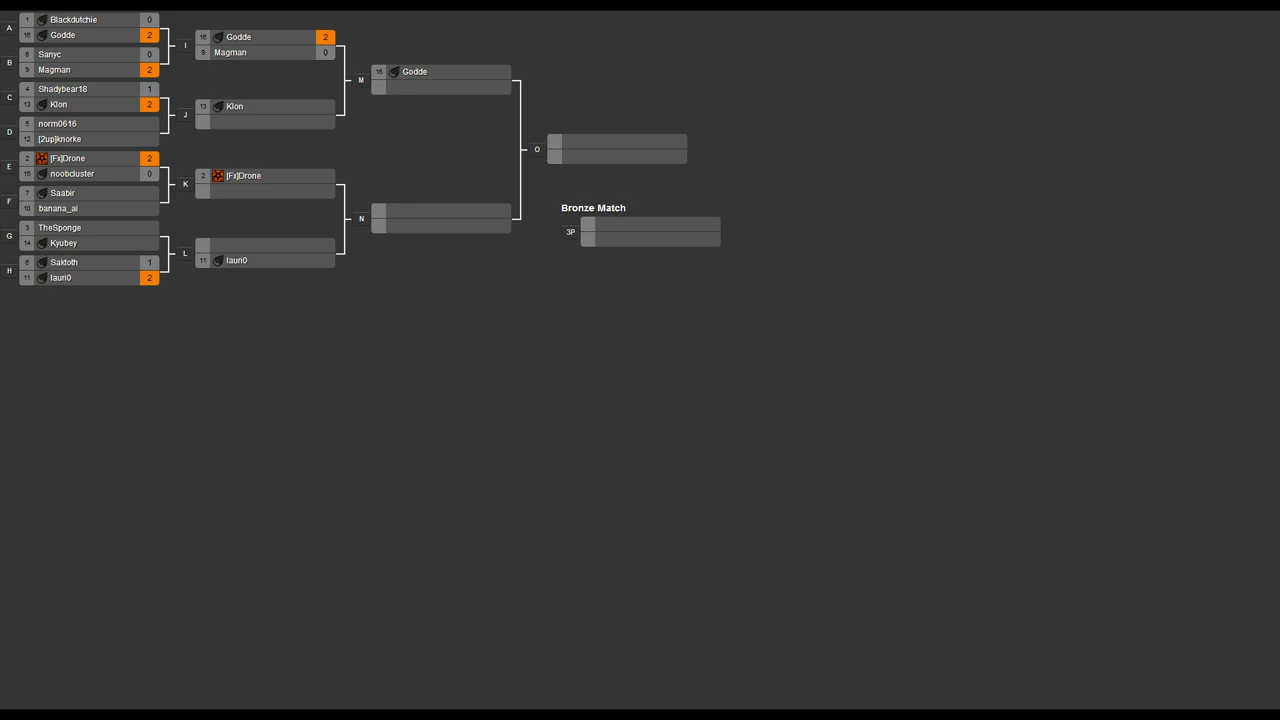 A
1 Blackdutchie 0
16 Godde 2
B
8 Sanyc 0
9 Magman 2
C
4 Shadybear18 1
13 Klon 2
D
norm0616
12 [2up]knorke
E
2 [Fx]Drone 2
15 noobcluster 0
F
7 Saabir
10 banana_ai
G
3 TheSponge
14 Kyubey
H
6 Saktoth 1
11 lauri0 2
I
16 Godde 2
9 Magman 0
J
13 Klon
K
2 [Fx]Drone
L
11 lauri0
M
16 Godde
N
O
Bronze Match
3P